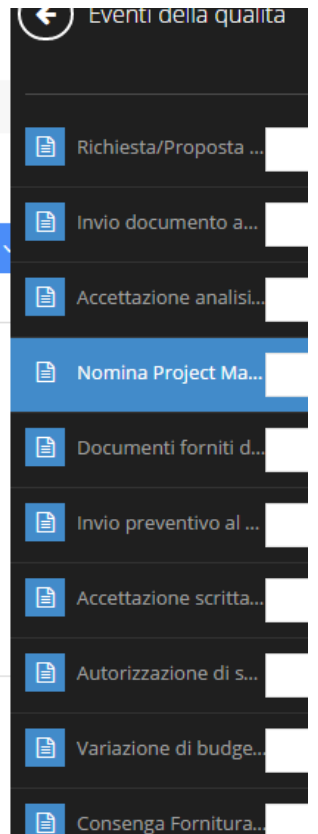 Eventi della qualità
Richiesta/Proposta ...
Invio documento a...
Accettazione analisi...
Nomina Project Ma...
Documenti forniti d...
Invio preventivo al ...
Accettazione scritta...
Autorizzazione di s...
Variazione di budge...
Consenga Fornitura...